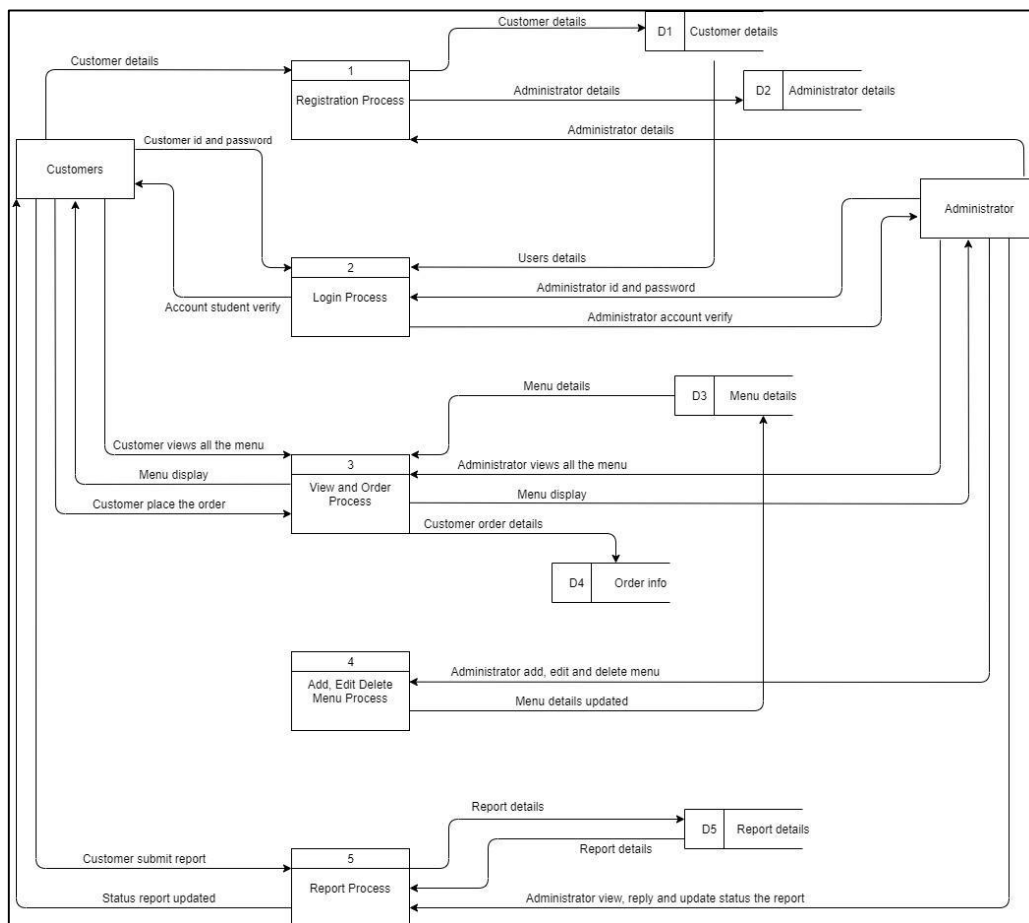 Customer details
D1
Customer details
Customer details
1
Registration Process
Administrator details
D2
Administrator details
Administrator details
Customer id and password
Customers
Administrator
2
Login Process
Users details
Administrator id and password
Account student verify
Administrator account verify
Menu details
D3
Menu details
Customer views all the menu
3
View and Order
Process
Administrator views all the menu
Menu display
Menu display
Customer place the order
Customer order details
D4
Order info
4
Add, Edit Delete
Menu Process
Administrator add, edit and delete menu
Menu details updated
Report details
D5
Report details
Report details
Customer submit report
5
Report Process
Status report updated
Administrator view, reply and update status the report